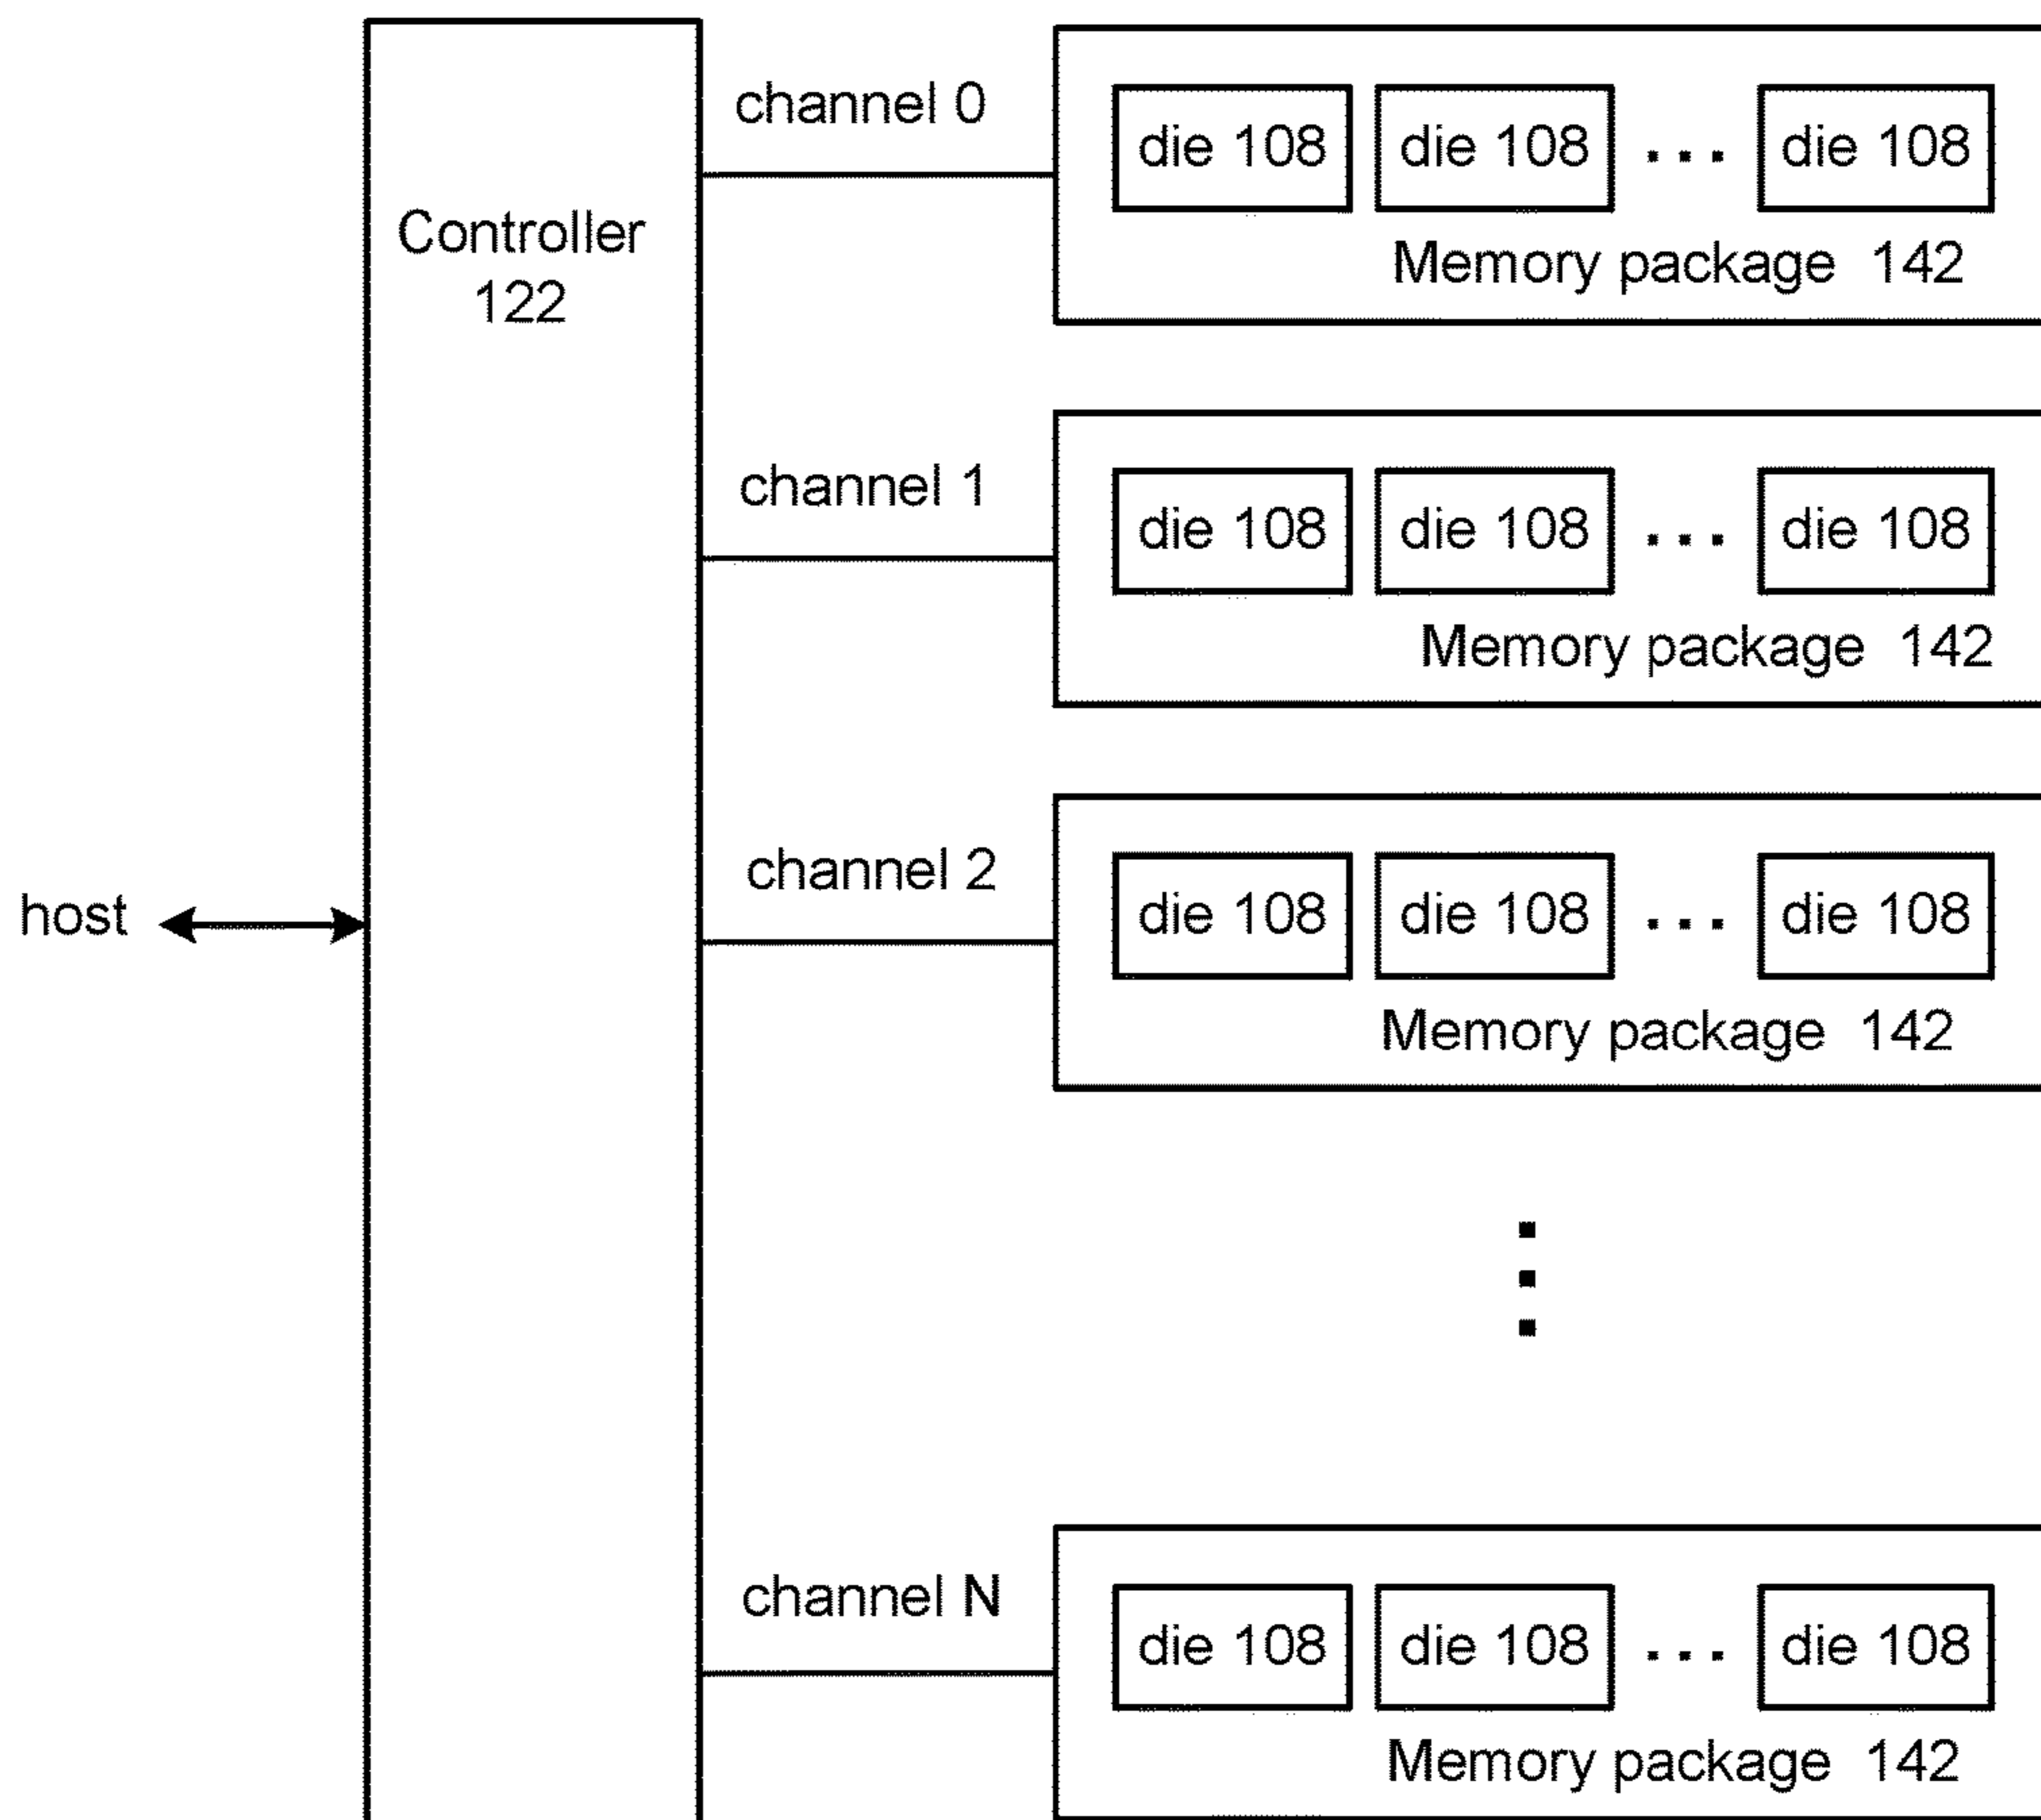 channel 0
die 108
die 108
...
die 108
Memory package 142
Controller
122
channel 1
die 108
die 108
...
die 108
Memory package 142
channel 2
die 108
die 108
...
die 108
Memory package 142
host
channel N
die 108
die 108
...
die 108
Memory package 142